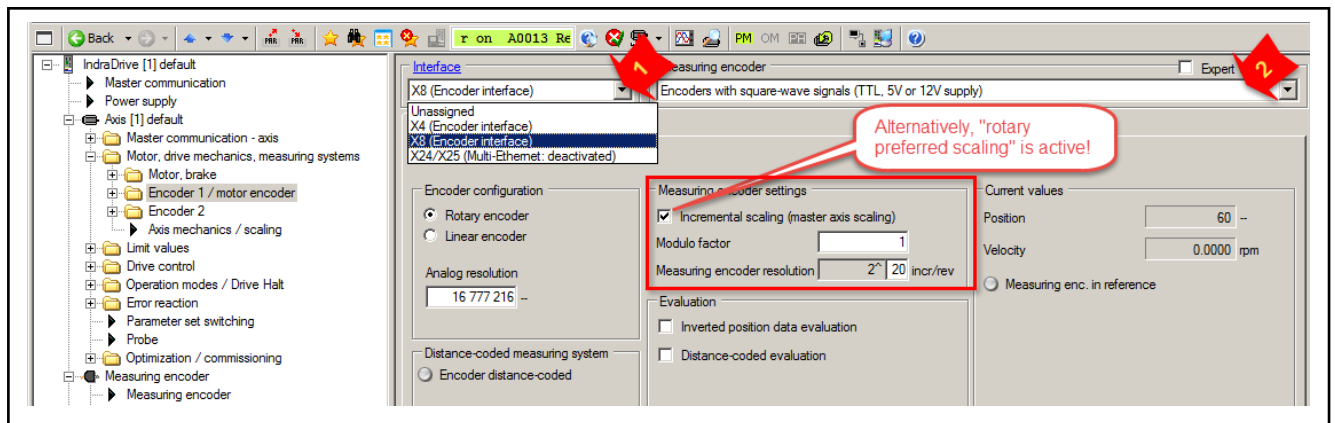 Back
PAR PAR r on A0013 Re PM OM
IndraDrive [1] default
Master communication
Power supply
Axis [1] default
Master communication - axis
Motor, drive mechanics, measuring systems
Motor, brake
Encoder 1 / motor encoder
Encoder 2
Axis mechanics / scaling
Limit values
Drive control
Operation modes / Drive Halt
Error reaction
Parameter set switching
Probe
Optimization / commissioning
Measuring encoder
Measuring encoder
Interface
X8 (Encoder interface)
Unassigned
X4 (Encoder interface)
X8 (Encoder interface)
X24/X25 (Multi-Ethernet: deactivated)
1
easuring encoder
Expert
2
Encoders with square-wave signals (TTL, 5V or 12V supply)
Alternatively, "rotary
preferred scaling" is active!
Encoder configuration
Rotary encoder
Linear encoder
Analog resolution
16 777 216 --
Distance-coded measuring system
Encoder distance-coded
Measuring encoder settings
Incremental scaling (master axis scaling)
Modulo factor 1
Measuring encoder resolution 2^ 20 incr/rev
Evaluation
Inverted position data evaluation
Distance-coded evaluation
Current values
Position 60 --
Velocity 0.0000 rpm
Measuring enc. in reference